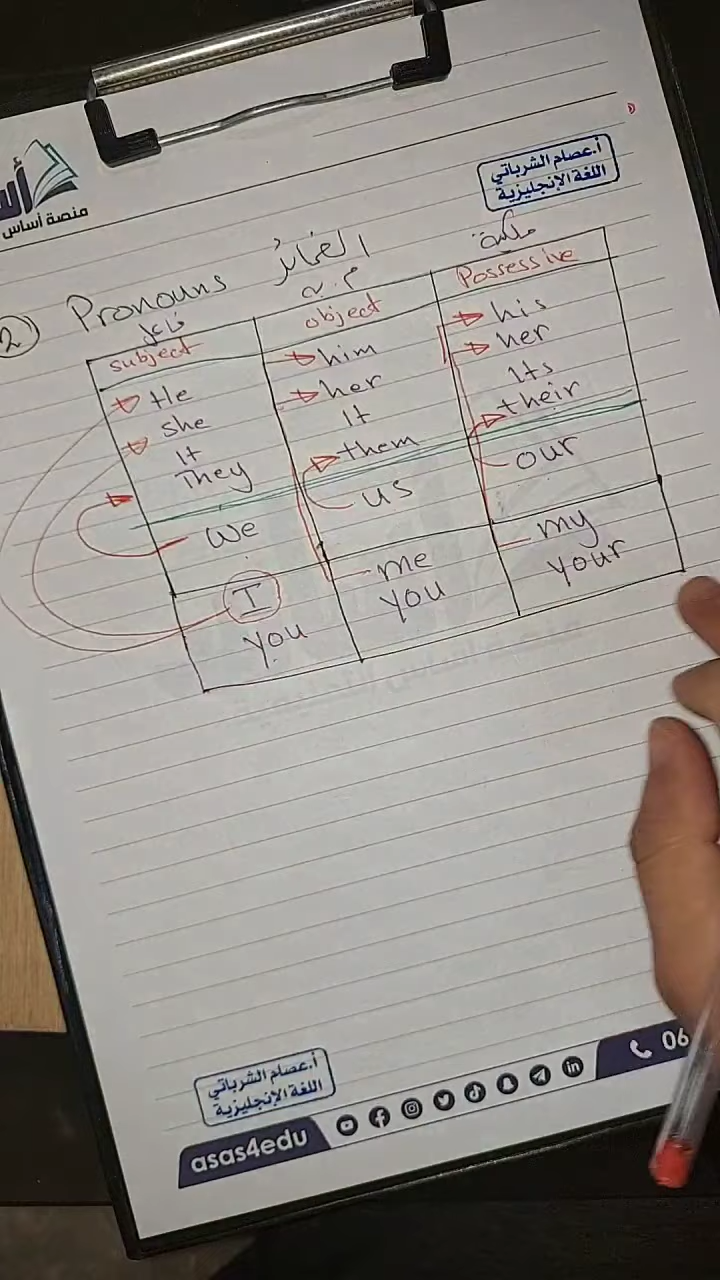 منصة أساس
أ.عصام الشرباتي
اللغة الإنجليزية
2 Pronouns الضمائر
فاعل م. به ملكية
subject object Possessive
He him his
she her her
It It Its
They them their
we us our
I me my
you you your
أ.عصام الشرباتي
اللغة الإنجليزية
asas4edu
06